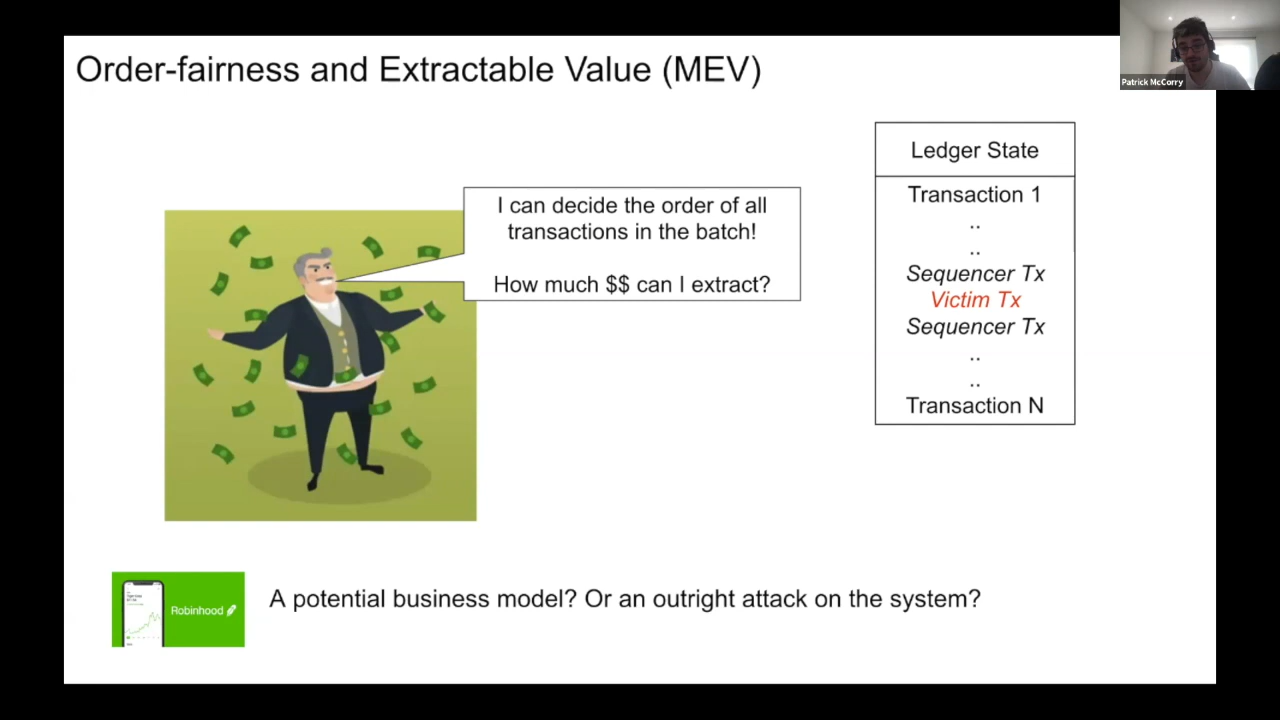 Order-fairness and Extractable Value (MEV)
Patrick McCorry
I can decide the order of all
transactions in the batch!
How much $$ can I extract?
Ledger State
Transaction 1
..
..
Sequencer Tx
Victim Tx
Sequencer Tx
..
..
Transaction N
Robinhood
A potential business model? Or an outright attack on the system?